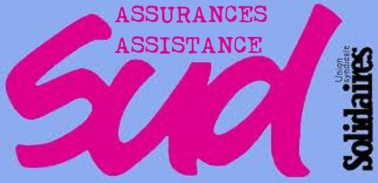 ASSURANCES
ASSISTANCE
Sud
Union
syndicale
Solidaires